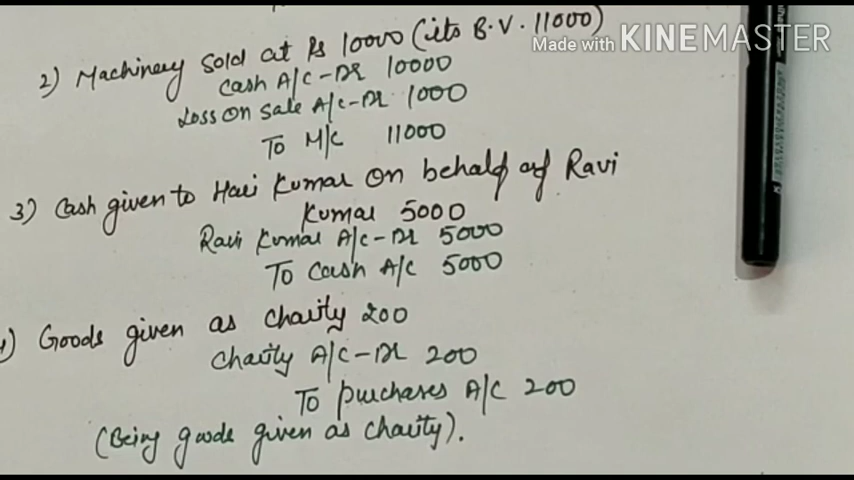 Made with KINEMASTER
2) Machinery sold at Rs 10000 (its B.V. 11000)
Cash A/C - Dr 10000
Loss on sale A/c - Dr 1000
To M/c 11000
3) Cash given to Hari Kumar on behalf of Ravi
Kumar 5000
Ravi Kumar A/c - Dr 5000
To Cash A/c 5000
) Goods given as charity 200
Charity A/c - Dr 200
To purchases A/C 200
(Being goods given as charity).